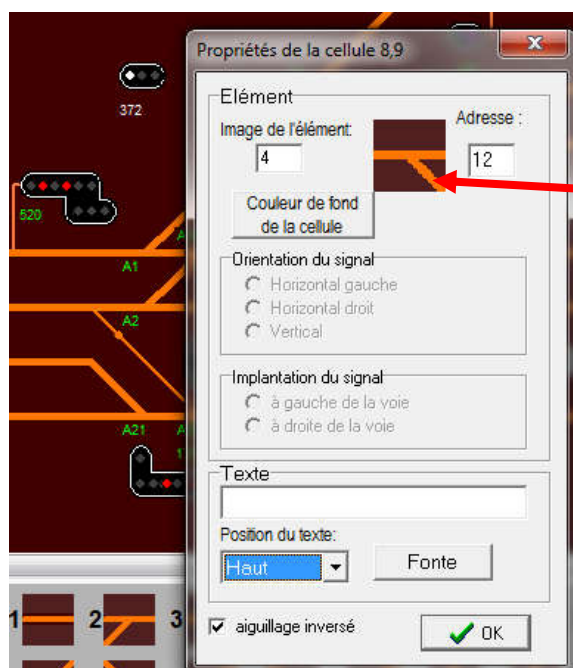 Propriétés de la cellule 8,9
x
Elément
Image de l'élément:
Adresse :
4
12
Couleur de fond
de la cellule
Orientation du signal
Horizontal gauche
Horizontal droit
Vertical
Implantation du signal
à gauche de la voie
à droite de la voie
Texte
Position du texte:
Haut
Fonte
aiguillage inversé
OK
372
520
A1
A2
A21
1
2
3